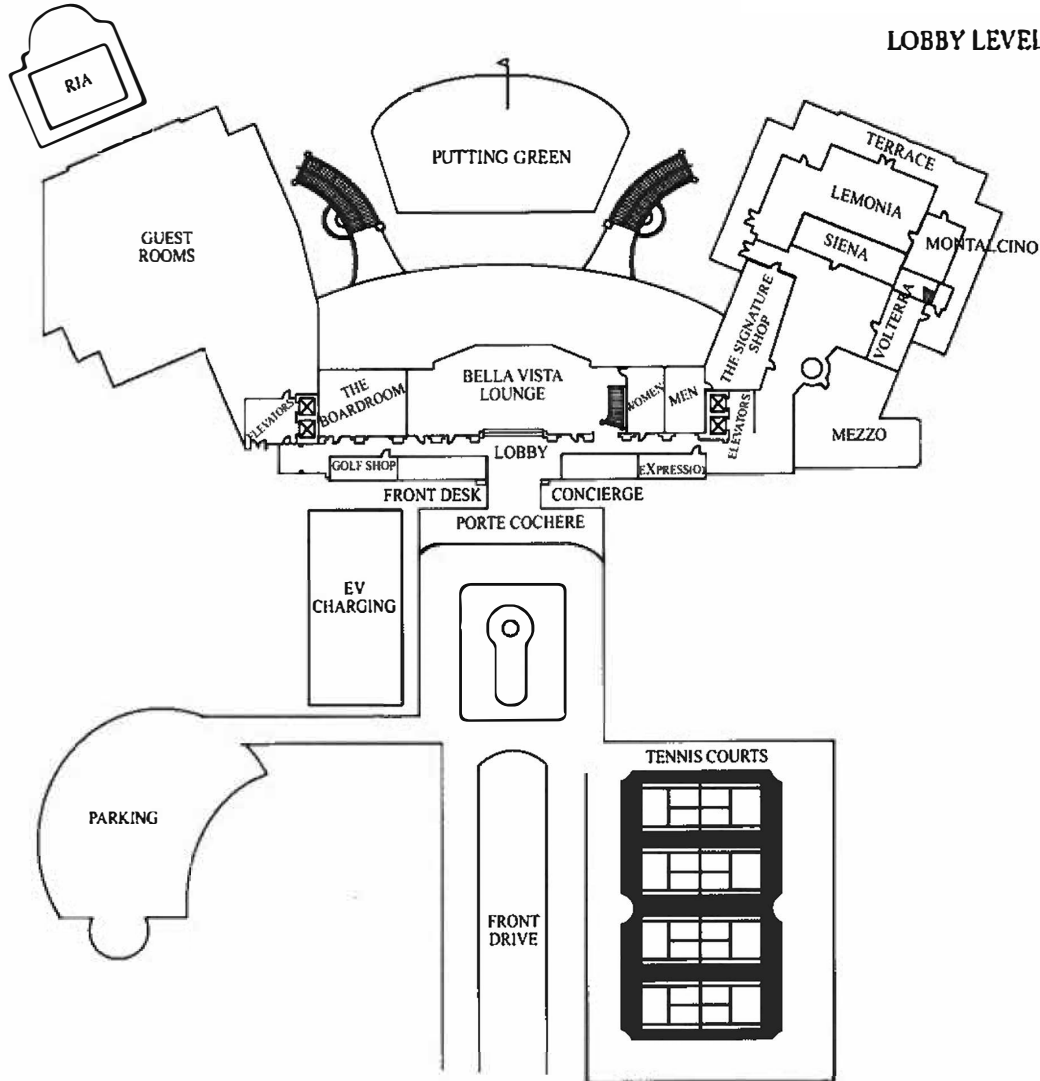 LOBBY LEVEL
RIA
PUTTING GREEN
TERRACE
LEMONIA
GUEST
ROOMS
SIENA
MONTALCINO
THE SIGNATURE
SHOP
VOLTERRA
THE
BOARDROOM
BELLA VISTA
LOUNGE
WOMEN
MEN
ELEVATORS
ELEVATORS
MEZZO
LOBBY
GOLF SHOP
EXPRESS(O)
FRONT DESK
CONCIERGE
PORTE COCHERE
EV
CHARGING
TENNIS COURTS
PARKING
FRONT
DRIVE